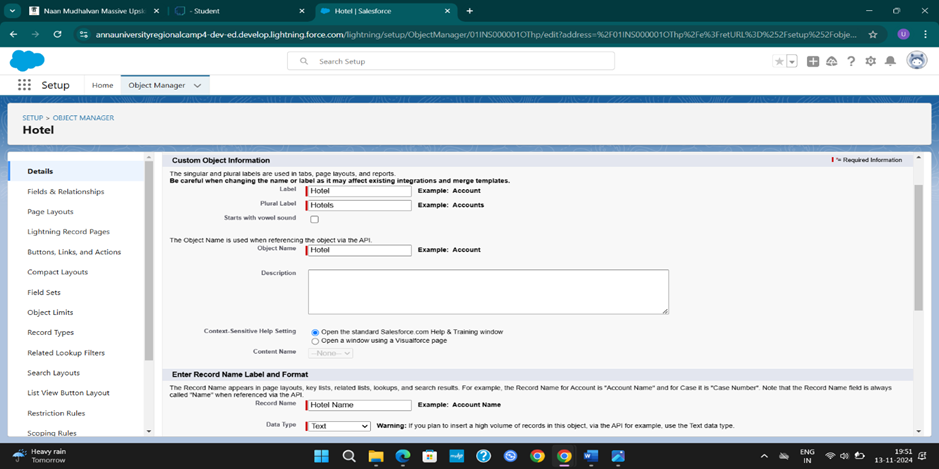 Naan Mudhalvan Massive Upsk
- Student
Hotel | Salesforce
annauniversityregionalcamp4-dev-ed.develop.lightning.force.com/lightning/setup/ObjectManager/01INS000001OThp/edit?address=%2F01INS000001OThp%2Fe%3FretURL%3D%252Fsetup%252Fobje...
U
Search Setup
Setup
Home
Object Manager
SETUP > OBJECT MANAGER
Hotel
Details
Fields & Relationships
Page Layouts
Lightning Record Pages
Buttons, Links, and Actions
Compact Layouts
Field Sets
Object Limits
Record Types
Related Lookup Filters
Search Layouts
List View Button Layout
Restriction Rules
Scoping Rules
Custom Object Information
= Required Information
The singular and plural labels are used in tabs, page layouts, and reports.
Be careful when changing the name or label as it may affect existing integrations and merge templates.
Label Hotel Example: Account
Plural Label Hotels Example: Accounts
Starts with vowel sound
The Object Name is used when referencing the object via the API.
Object Name Hotel Example: Account
Description
Context-Sensitive Help Setting Open the standard Salesforce.com Help & Training window
Open a window using a Visualforce page
Content Name --None--
Enter Record Name Label and Format
The Record Name appears in page layouts, key lists, related lists, lookups, and search results. For example, the Record Name for Account is "Account Name" and for Case it is "Case Number". Note that the Record Name field is always
called "Name" when referenced via the API.
Record Name Hotel Name Example: Account Name
Data Type Text Warning: If you plan to insert a high volume of records in this object, via the API for example, use the Text data type.
Heavy rain
Tomorrow
ENG
IN
19:51
13-11-2024